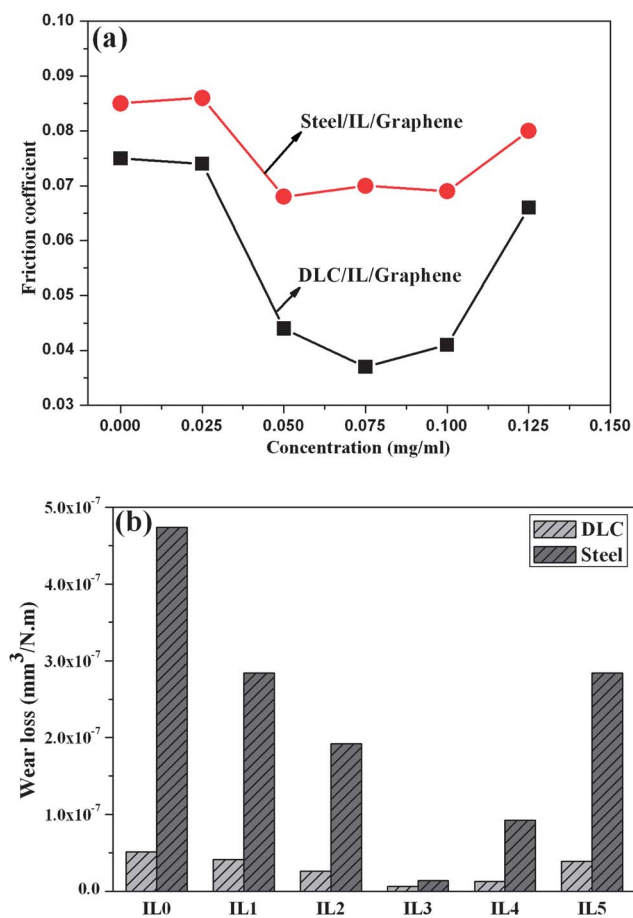 (a)
0.10
0.09
0.08
0.07
0.06
0.05
0.04
0.03
Friction coefficient
Steel/IL/Graphene
DLC/IL/Graphene
0.000 0.025 0.050 0.075 0.100 0.125 0.150
Concentration (mg/ml)
(b)
5.0x10⁻⁷
4.0x10⁻⁷
3.0x10⁻⁷
2.0x10⁻⁷
1.0x10⁻⁷
0.0
Wear loss (mm³/N.m)
DLC
Steel
IL0 IL1 IL2 IL3 IL4 IL5